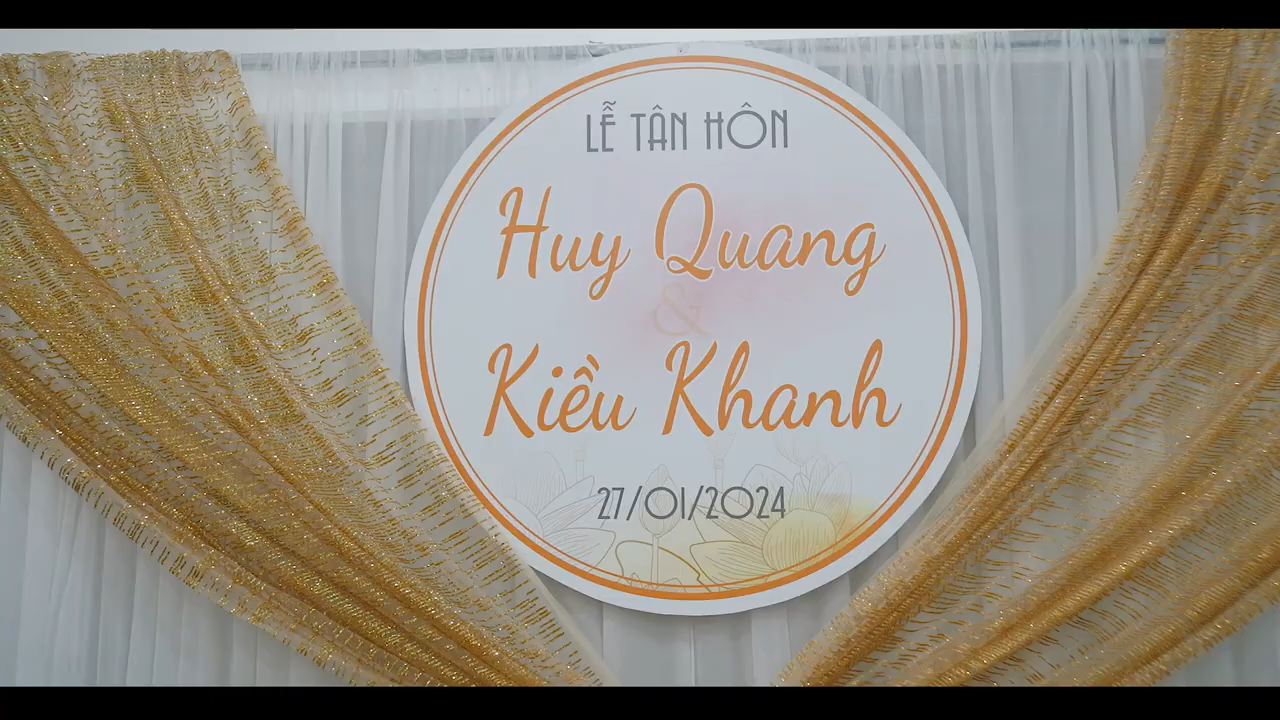 LỄ TÂN HÔN
Huy Quang
&
Kiều Khanh
27/01/2024